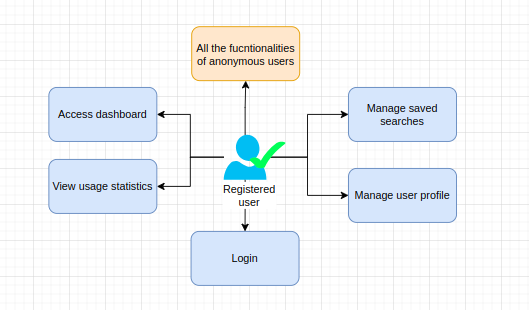 All the fucntionalities
of anonymous users
Access dashboard
Manage saved
searches
View usage statistics
Registered
user
Manage user profile
Login